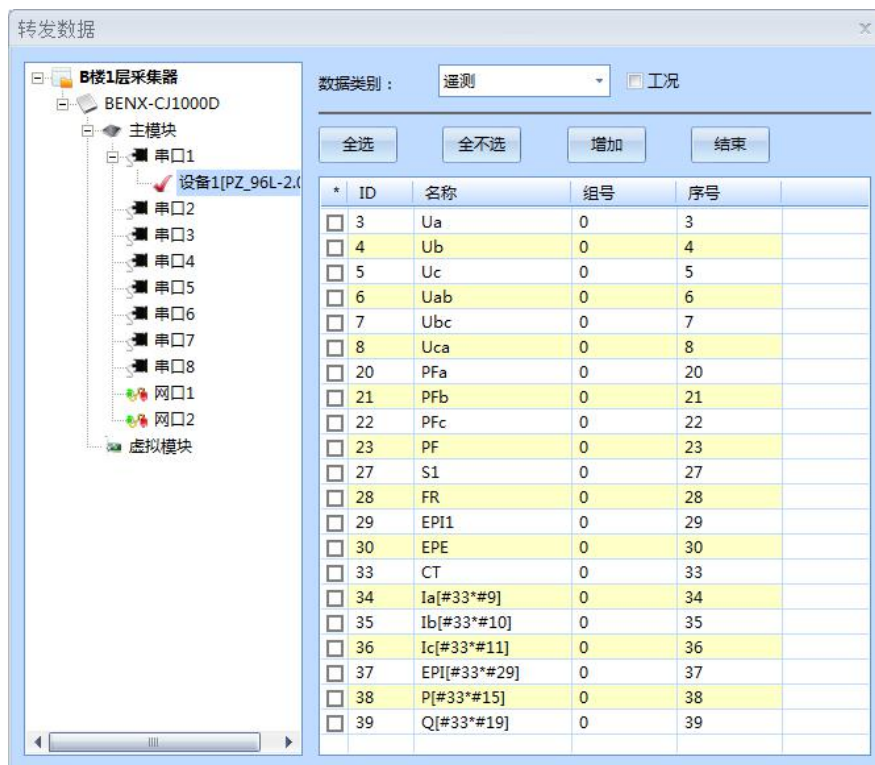 转发数据
B楼1层采集器
BENX-CJ1000D
主模块
串口1
设备1[PZ_96L-2.0
串口2
串口3
串口4
串口5
串口6
串口7
串口8
网口1
网口2
虚拟模块
数据类别： 遥测 工况
全选 全不选 增加 结束
* ID 名称 组号 序号
3 Ua 0 3
4 Ub 0 4
5 Uc 0 5
6 Uab 0 6
7 Ubc 0 7
8 Uca 0 8
20 PFa 0 20
21 PFb 0 21
22 PFc 0 22
23 PF 0 23
27 S1 0 27
28 FR 0 28
29 EPI1 0 29
30 EPE 0 30
33 CT 0 33
34 Ia[#33*#9] 0 34
35 Ib[#33*#10] 0 35
36 Ic[#33*#11] 0 36
37 EPI[#33*#29] 0 37
38 P[#33*#15] 0 38
39 Q[#33*#19] 0 39